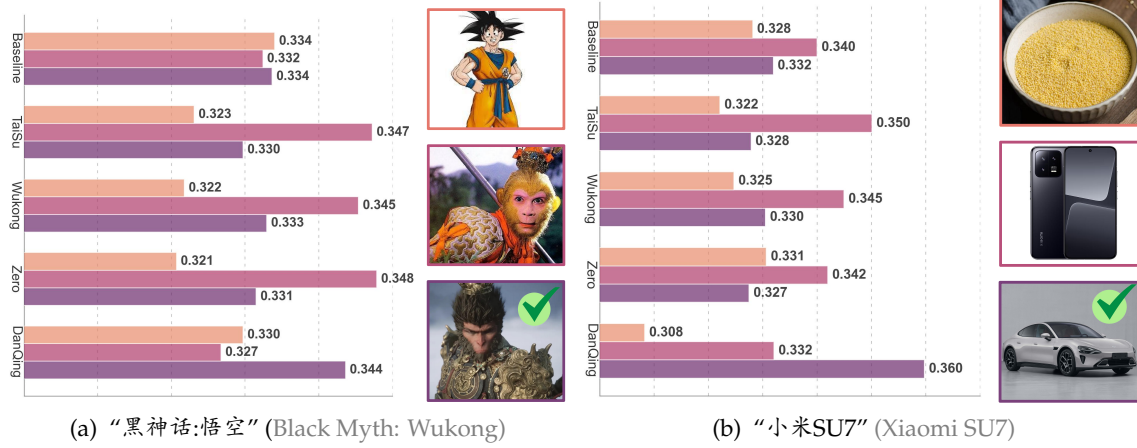 Baseline
0.334
0.332
0.334
TaiSu
0.323
0.347
0.330
Wukong
0.322
0.345
0.333
Zero
0.321
0.348
0.331
DanQing
0.330
0.327
0.344
(a) “黑神话:悟空” (Black Myth: Wukong)
Baseline
0.328
0.340
0.332
TaiSu
0.322
0.350
0.328
Wukong
0.325
0.345
0.330
Zero
0.331
0.342
0.327
DanQing
0.308
0.332
0.360
(b) “小米SU7” (Xiaomi SU7)